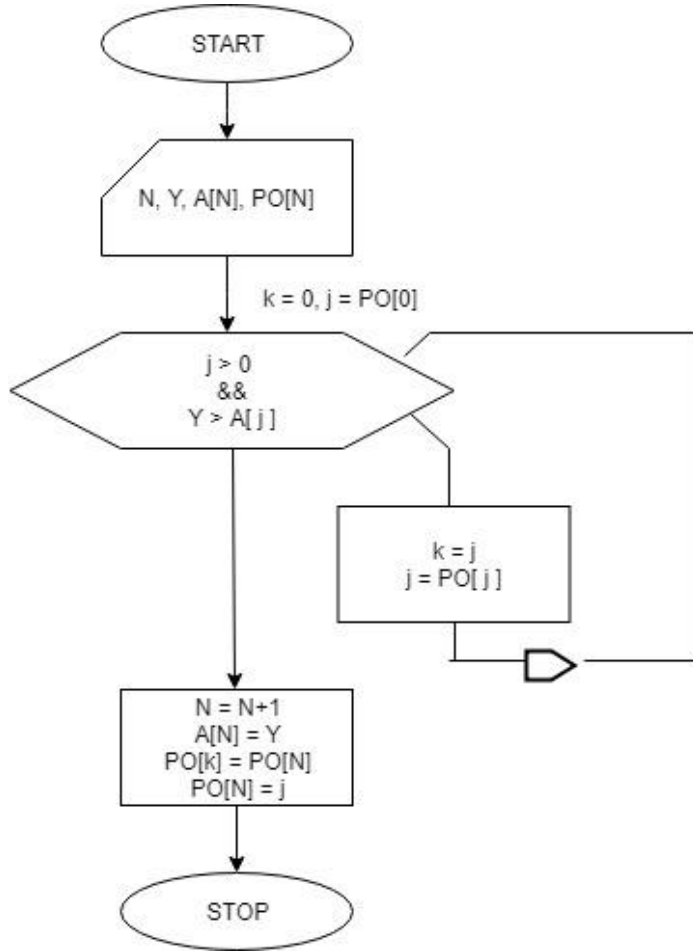 START
N, Y, A[N], PO[N]
k = 0, j = PO[0]
j > 0
&&
Y > A[ j ]
k = j
j = PO[ j ]
N = N+1
A[N] = Y
PO[k] = PO[N]
PO[N] = j
STOP